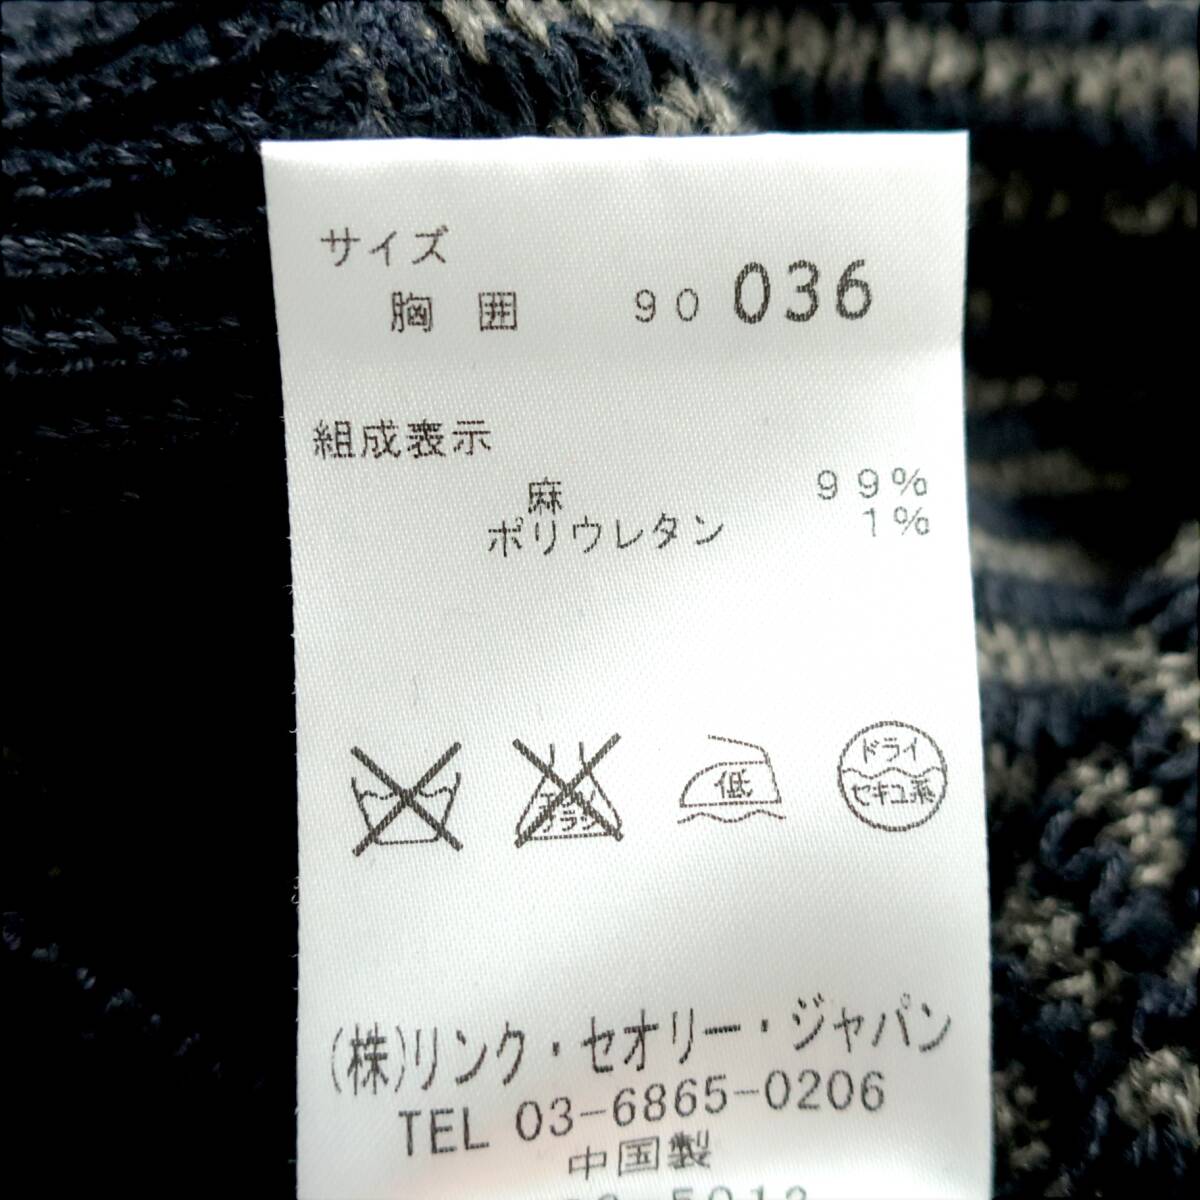 サイズ
胸囲 90 036
組成表示
麻 99%
ポリウレタン 1%
低
ドライ
セキユ系
(株)リンク・セオリー・ジャパン
TEL 03-6865-0206
中国製